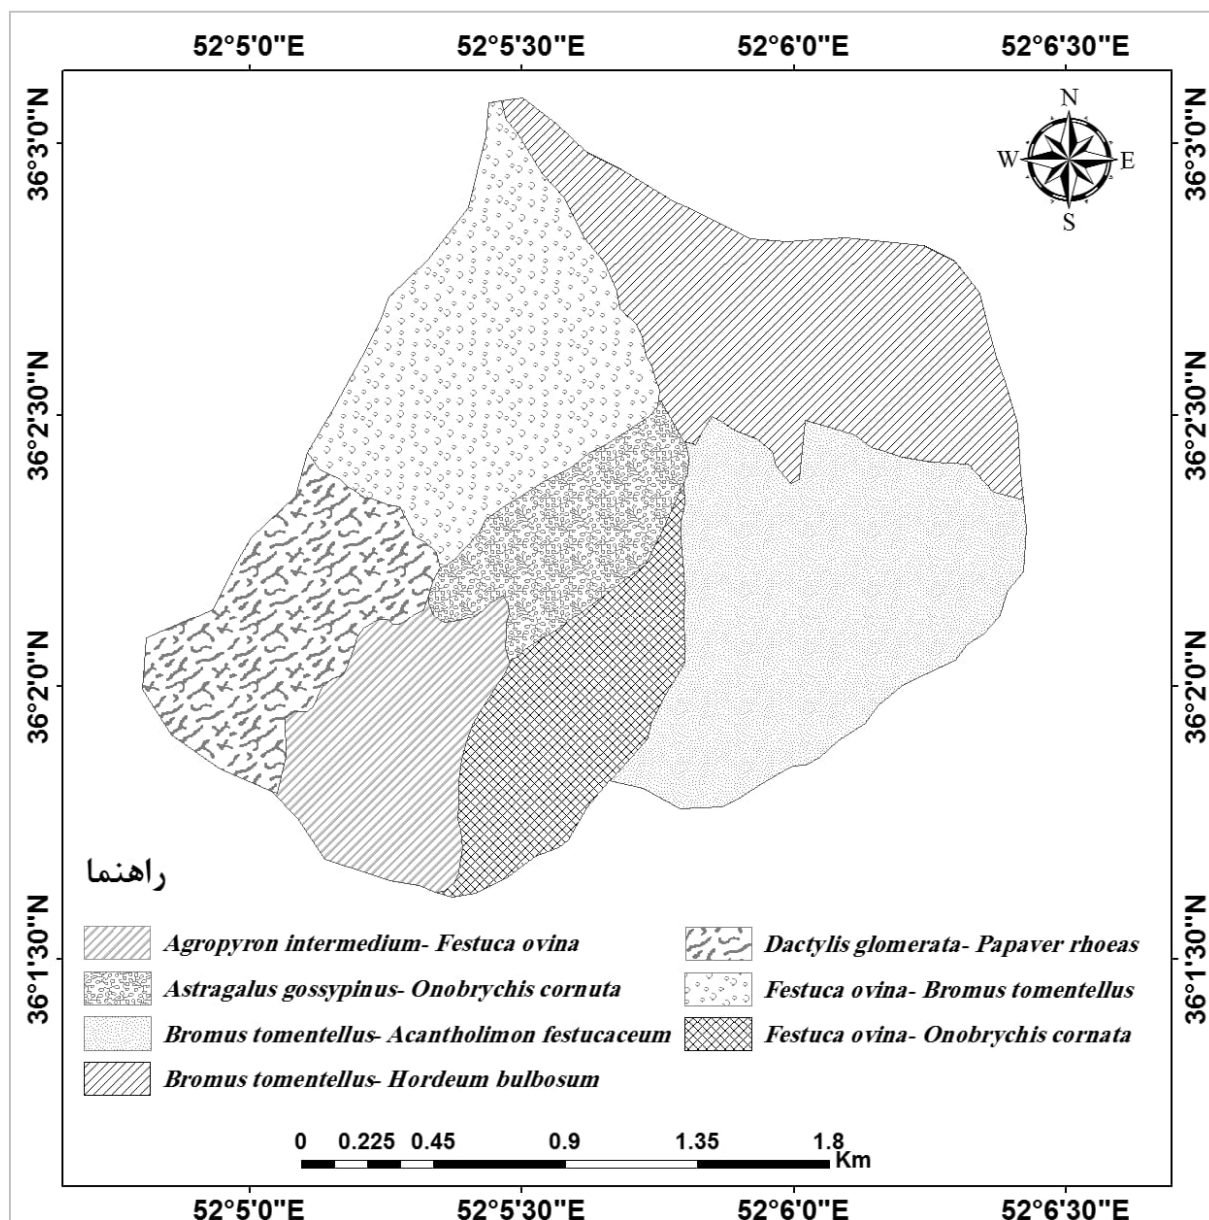 52°5'0"E 52°5'30"E 52°6'0"E 52°6'30"E
36°3'0"N 36°3'0"N
36°2'30"N 36°2'30"N
36°2'0"N 36°2'0"N
36°1'30"N 36°1'30"N
N
W E
S
راهنما
Agropyron intermedium- Festuca ovina
Astragalus gossypinus- Onobrychis cornuta
Bromus tomentellus- Acantholimon festucaceum
Bromus tomentellus- Hordeum bulbosum
Dactylis glomerata- Papaver rhoeas
Festuca ovina- Bromus tomentellus
Festuca ovina- Onobrychis cornata
0 0.225 0.45 0.9 1.35 1.8
Km
52°5'0"E 52°5'30"E 52°6'0"E 52°6'30"E